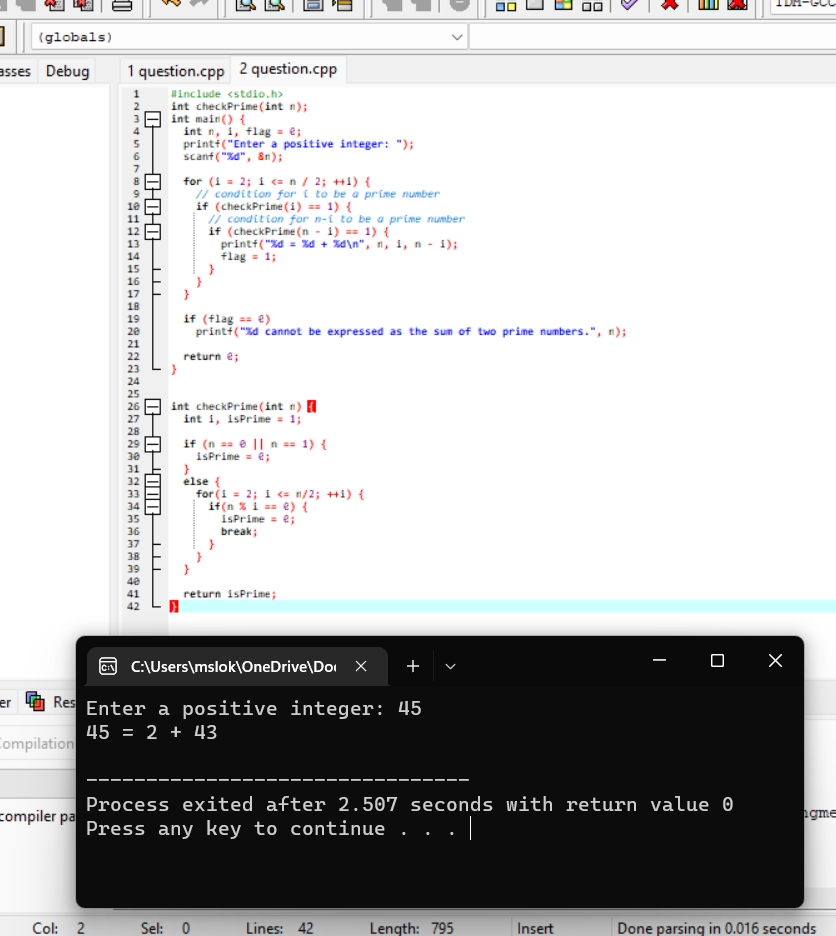 (globals)
asses Debug 1 question.cpp 2 question.cpp
1 #include <stdio.h>
2 int checkPrime(int n);
3 int main() {
4 int n, i, flag = 0;
5 printf("Enter a positive integer: ");
6 scanf("%d", &n);
7
8 for (i = 2; i <= n / 2; ++i) {
9 // condition for i to be a prime number
10 if (checkPrime(i) == 1) {
11 // condition for n-i to be a prime number
12 if (checkPrime(n - i) == 1) {
13 printf("%d = %d + %d\n", n, i, n - i);
14 flag = 1;
15 }
16 }
17 }
18
19 if (flag == 0)
20 printf("%d cannot be expressed as the sum of two prime numbers.", n);
21
22 return 0;
23 }
24
25
26 int checkPrime(int n) {
27 int i, isPrime = 1;
28
29 if (n == 0 || n == 1) {
30 isPrime = 0;
31 }
32 else {
33 for(i = 2; i <= n/2; ++i) {
34 if(n % i == 0) {
35 isPrime = 0;
36 break;
37 }
38 }
39 }
40
41 return isPrime;
42 }
C:\Users\mslok\OneDrive\Do
er Res
Enter a positive integer: 45
ompilation
45 = 2 + 43
--------------------------------
compiler pa
Process exited after 2.507 seconds with return value 0
ngme
Press any key to continue . . .
Col: 2 Sel: 0 Lines: 42 Length: 795 Insert Done parsing in 0.016 seconds